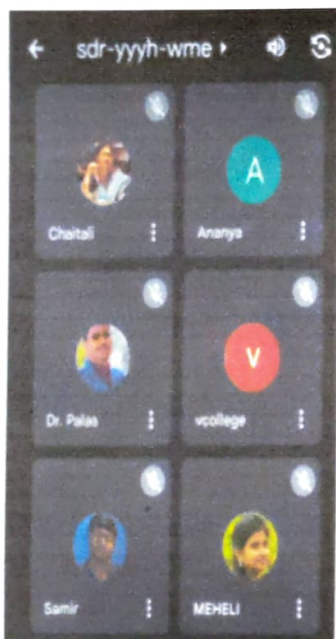 sdr-yyyh-wme
A
Chaitali
Ananya
V
Dr. Palas
vcollege
Samir
MEHELI